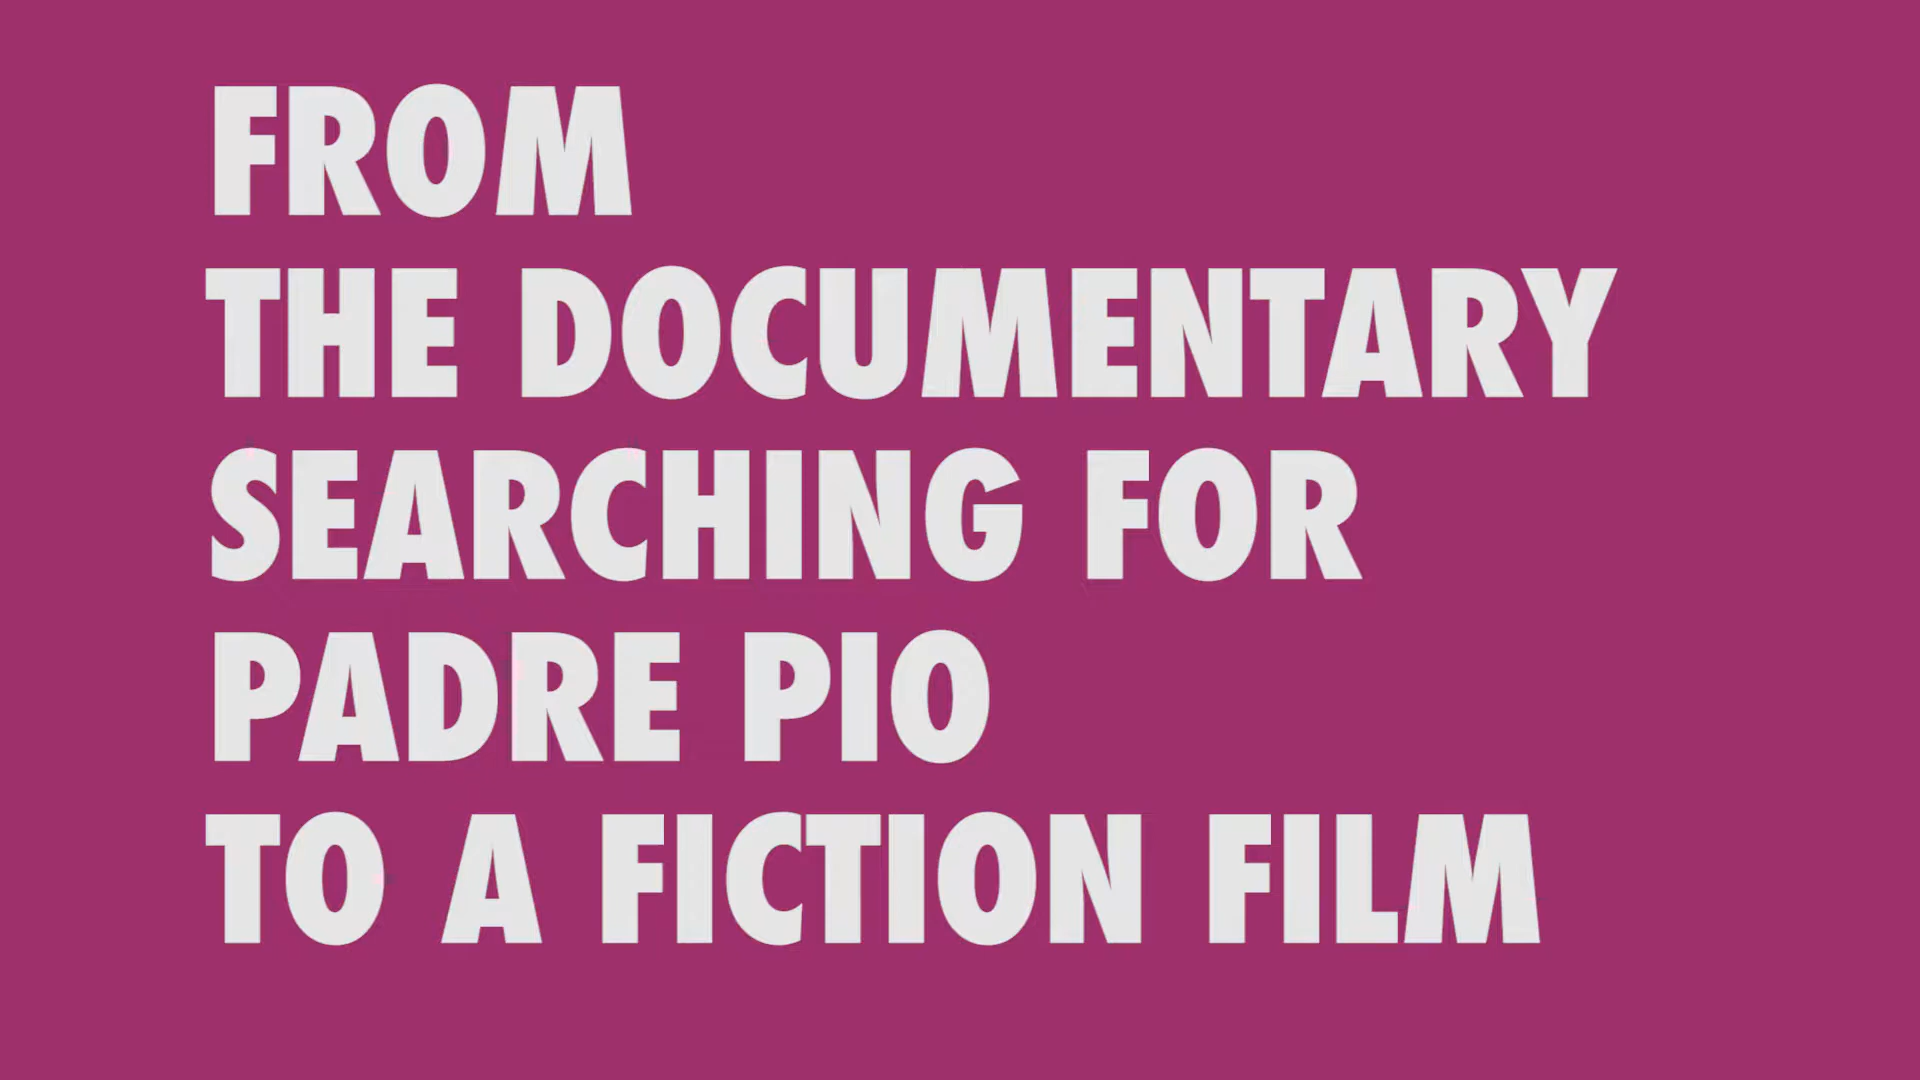 FROM
THE DOCUMENTARY
SEARCHING FOR
PADRE PIO
TO A FICTION FILM